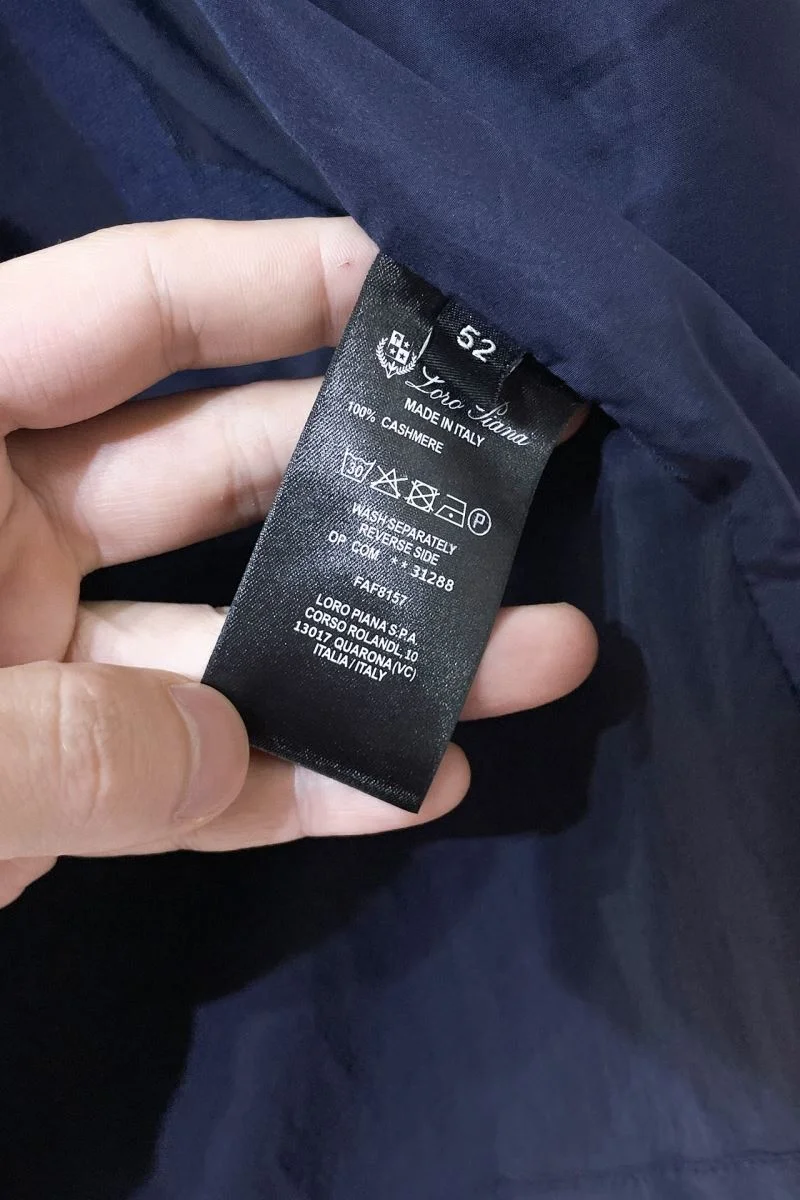 52
Loro Piana
MADE IN ITALY
100% CASHMERE
30 P
WASH SEPARATELY
REVERSE SIDE
OP COM **31288
FAF8157
LORO PIANA S.P.A.
CORSO ROLANDI.10
13017 QUARONA(VC)
ITALIA/ITALY